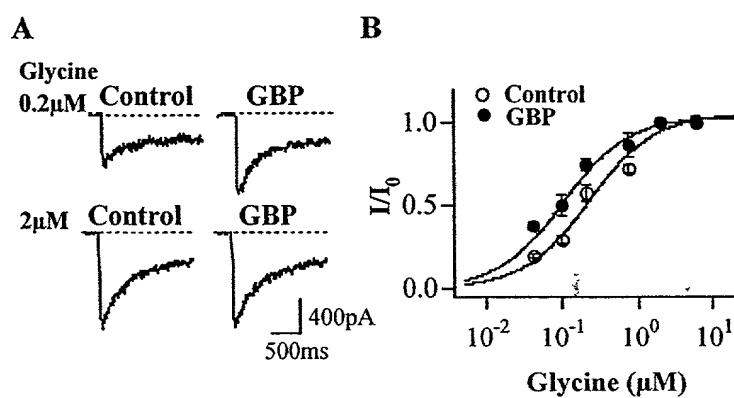 A
Glycine
0.2μM
Control
GBP
2μM
Control
GBP
400pA
500ms
B
Control
GBP
1.0
0.5
0.0
I/I0
10-2
10-1
100
101
Glycine (μM)